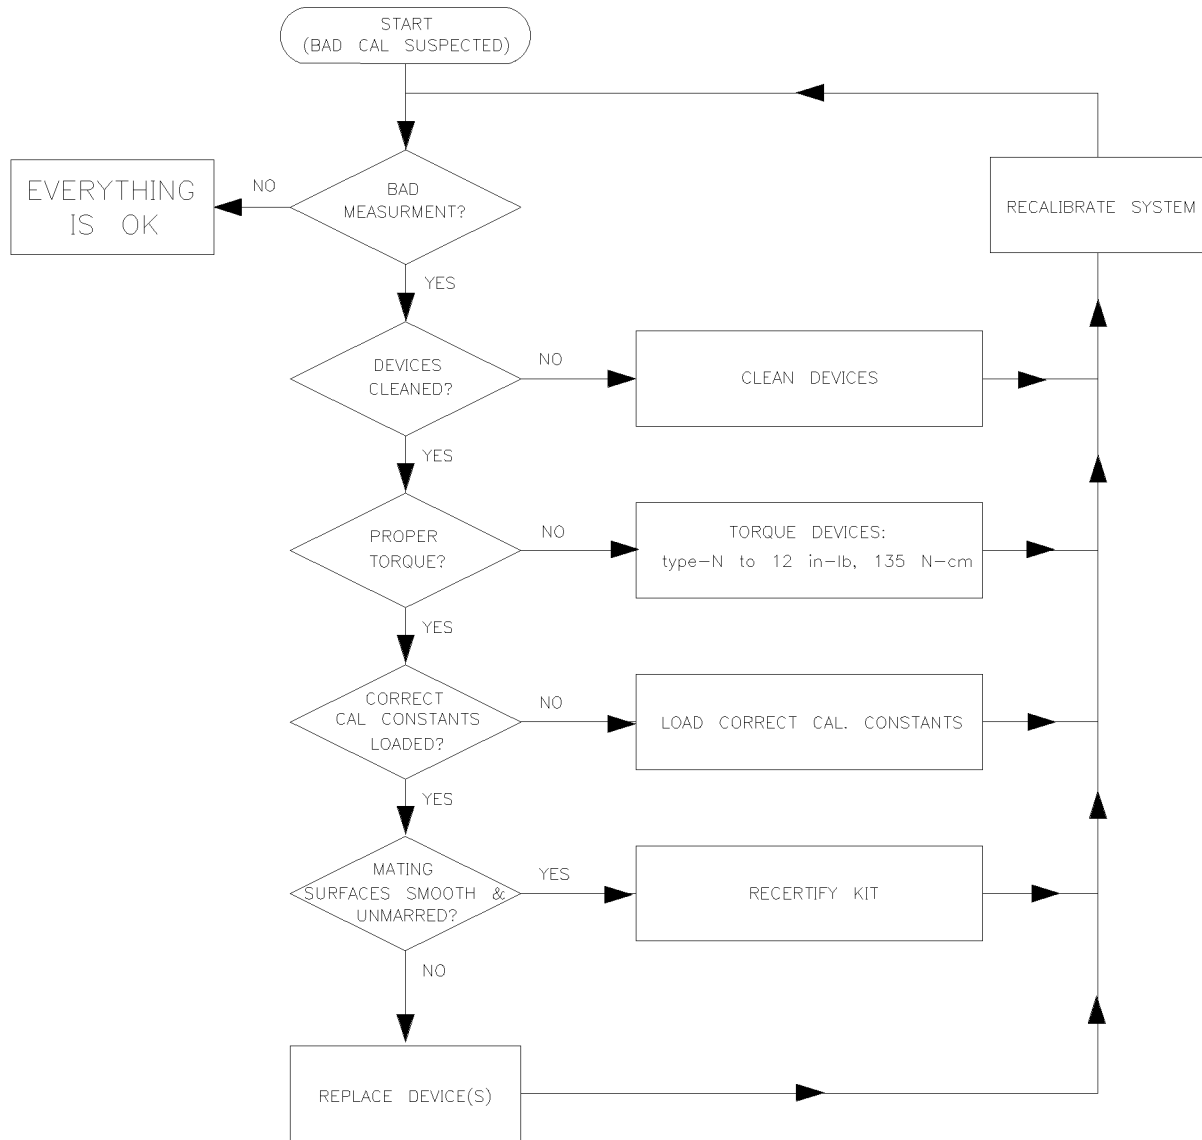 START
(BAD CAL SUSPECTED)
EVERYTHING
IS OK
NO
BAD
MEASURMENT?
RECALIBRATE SYSTEM
YES
DEVICES
CLEANED?
NO
CLEAN DEVICES
YES
PROPER
TORQUE?
NO
TORQUE DEVICES:
type-N to 12 in-lb, 135 N-cm
YES
CORRECT
CAL CONSTANTS
LOADED?
NO
LOAD CORRECT CAL. CONSTANTS
YES
MATING
SURFACES SMOOTH &
UNMARRED?
YES
RECERTIFY KIT
NO
REPLACE DEVICE(S)